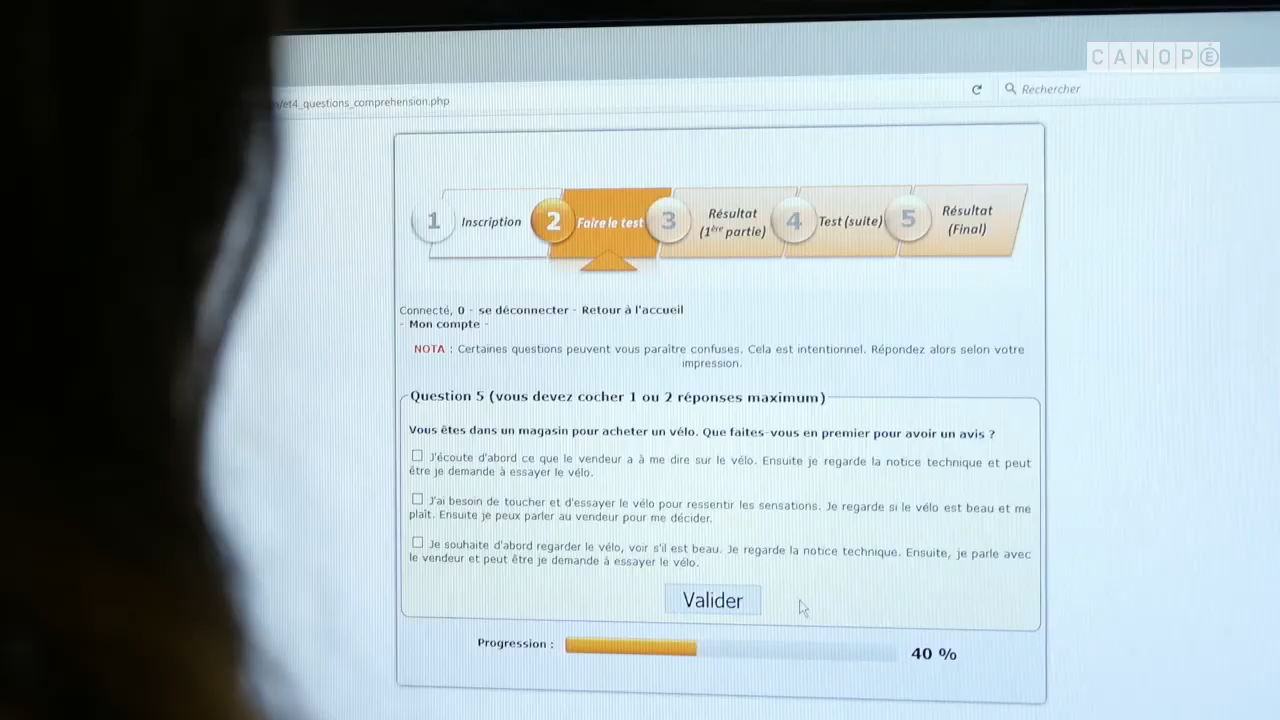 CANOPÉ
/et4_questions_comprehension.php
Rechercher
1 Inscription 2 Faire le test 3 Résultat (1ère partie) 4 Test (suite) 5 Résultat (Final)
Connecté, 0 - se déconnecter - Retour à l'accueil
- Mon compte -
NOTA : Certaines questions peuvent vous paraître confuses. Cela est intentionnel. Répondez alors selon votre
impression.
Question 5 (vous devez cocher 1 ou 2 réponses maximum)
Vous êtes dans un magasin pour acheter un vélo. Que faites-vous en premier pour avoir un avis ?
J'écoute d'abord ce que le vendeur a à me dire sur le vélo. Ensuite je regarde la notice technique et peut
être je demande à essayer le vélo.
J'ai besoin de toucher et d'essayer le vélo pour ressentir les sensations. Je regarde si le vélo est beau et me
plaît. Ensuite je peux parler au vendeur pour me décider.
Je souhaite d'abord regarder le vélo, voir s'il est beau. Je regarde la notice technique. Ensuite, je parle avec
le vendeur et peut être je demande à essayer le vélo.
Valider
Progression : 40 %